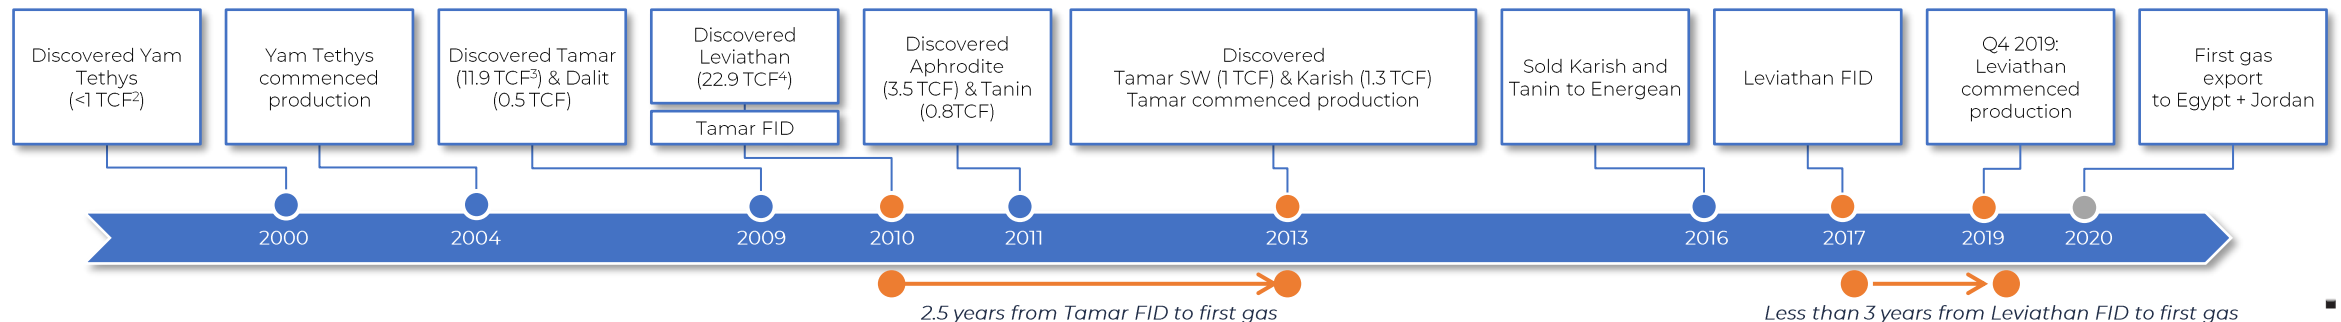 Discovered Yam
Tethys
(<1 TCF²)
Yam Tethys
commenced
production
Discovered Tamar
(11.9 TCF³) & Dalit
(0.5 TCF)
Discovered
Leviathan
(22.9 TCF⁴)
Tamar FID
Discovered
Aphrodite
(3.5 TCF) & Tanin
(0.8TCF)
Discovered
Tamar SW (1 TCF) & Karish (1.3 TCF)
Tamar commenced production
Sold Karish and
Tanin to Energean
Leviathan FID
Q4 2019:
Leviathan
commenced
production
First gas
export
to Egypt + Jordan
2000
2004
2009
2010
2011
2013
2016
2017
2019
2020
2.5 years from Tamar FID to first gas
Less than 3 years from Leviathan FID to first gas